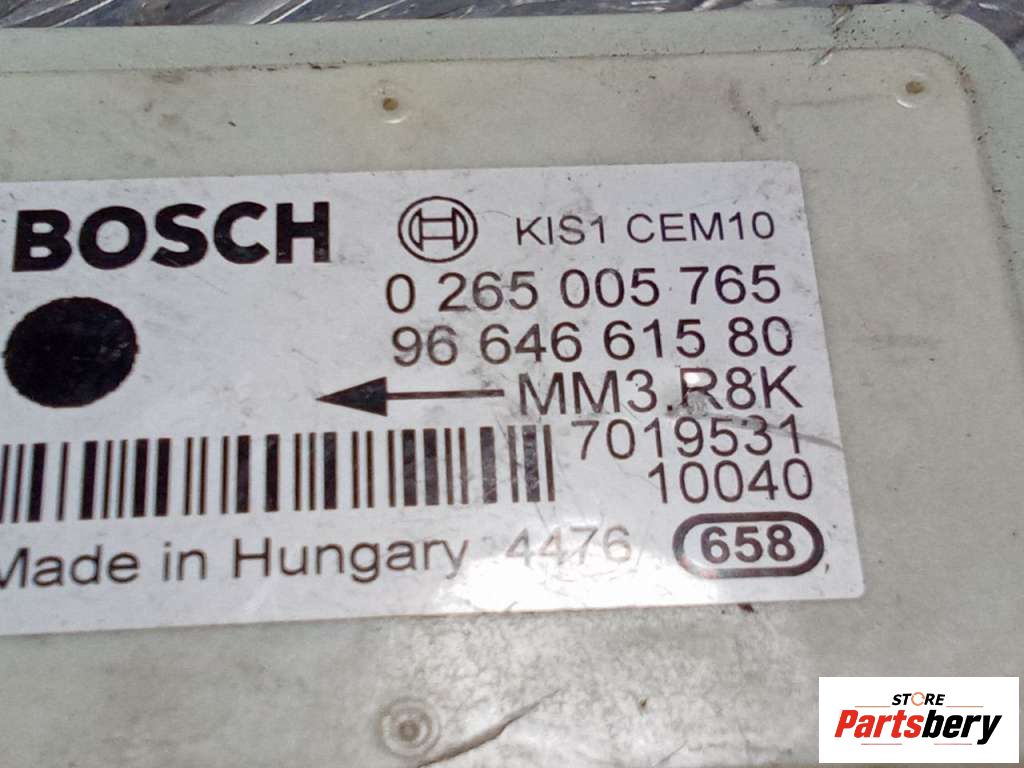 BOSCH KIS1 CEM10
0 265 005 765
96 646 615 80
MM3.R8K
7019531
10040
Made in Hungary 4476 658
STORE
Partsbery